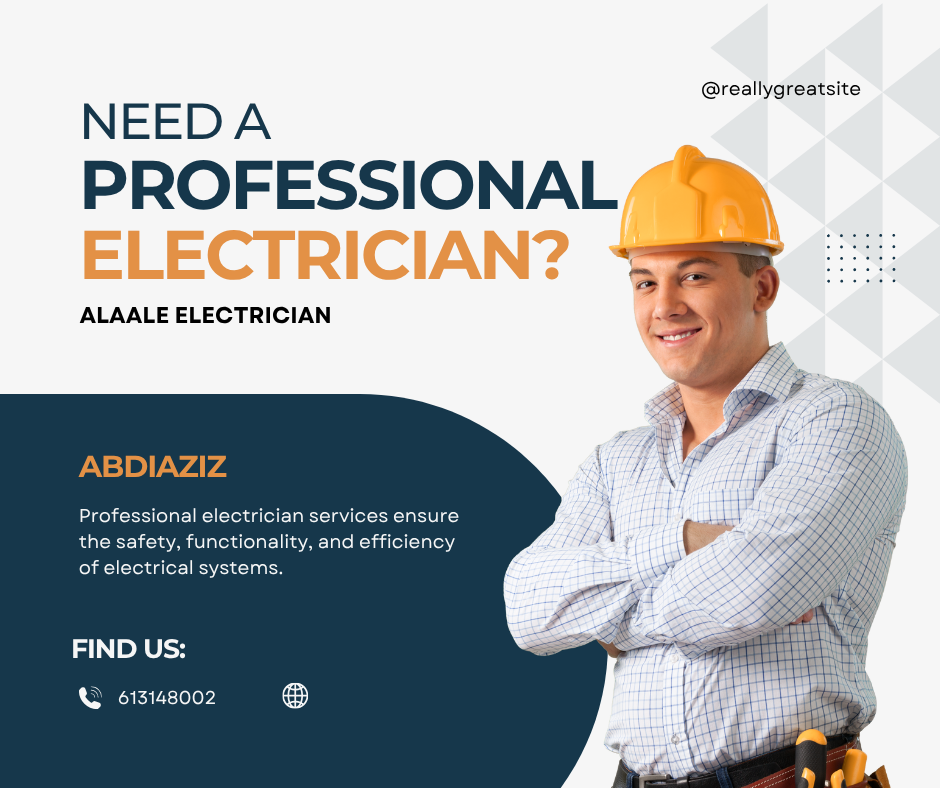 @reallygreatsite
NEED A
PROFESSIONAL
ELECTRICIAN?
ALAALE ELECTRICIAN
ABDIAZIZ
Professional electrician services ensure
the safety, functionality, and efficiency
of electrical systems.
FIND US:
613148002